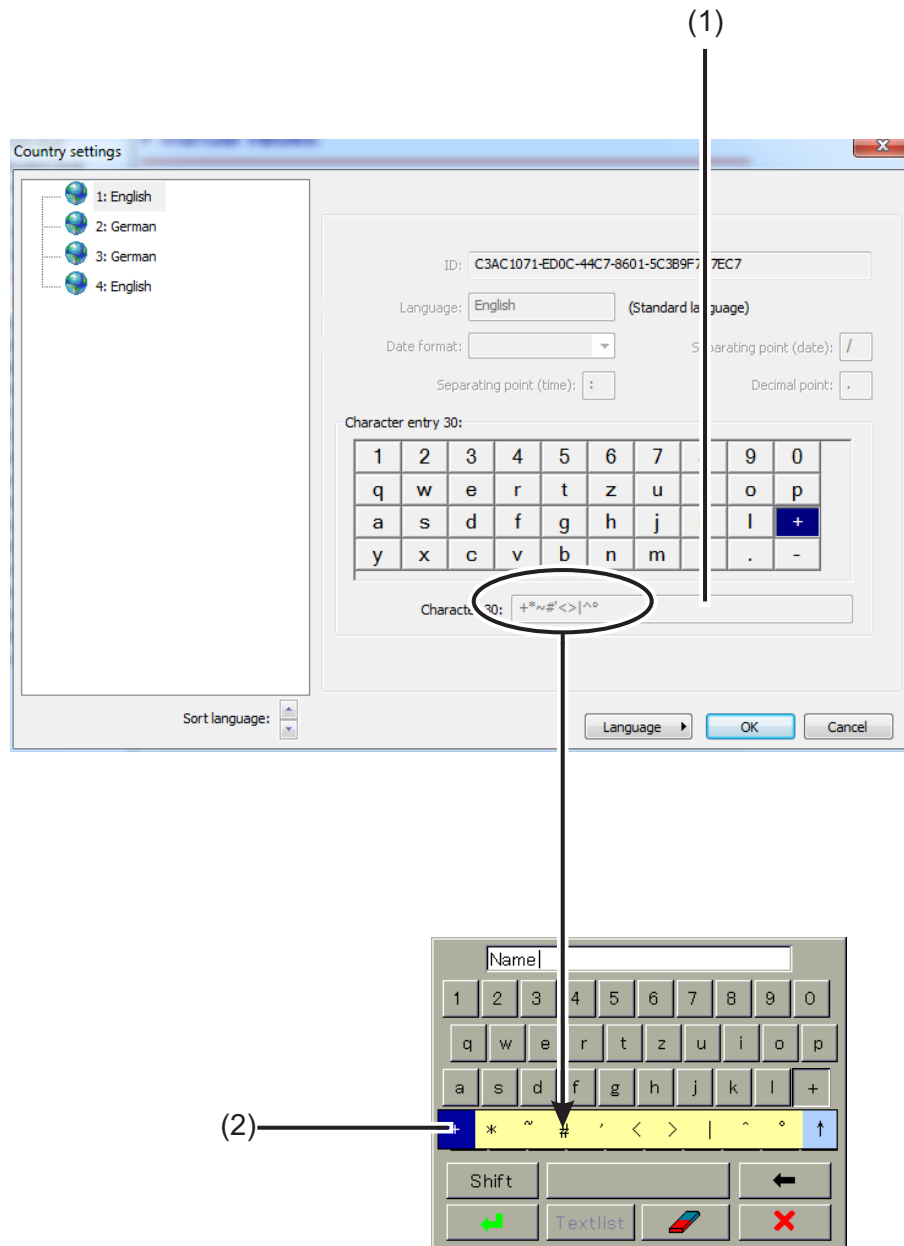 (1)
Country settings
x
1: English
2: German
3: German
4: English
Sort language:
ID: C3AC1071-ED0C-44C7-8601-5C3B9F7 7EC7
Language: English (Standard language)
Date format: Separating point (date): /
Separating point (time): : Decimal point: .
Character entry 30:
1 2 3 4 5 6 7 9 0
q w e r t z u o p
a s d f g h j l +
y x c v b n m . -
Character 30: +*~#'<>|^°
Language OK Cancel
Name
1 2 3 4 5 6 7 8 9 0
q w e r t z u i o p
a s d f g h j k l +
(2)
+ * ~ # ' < > | ^ ° ↑
Shift ←
Textlist